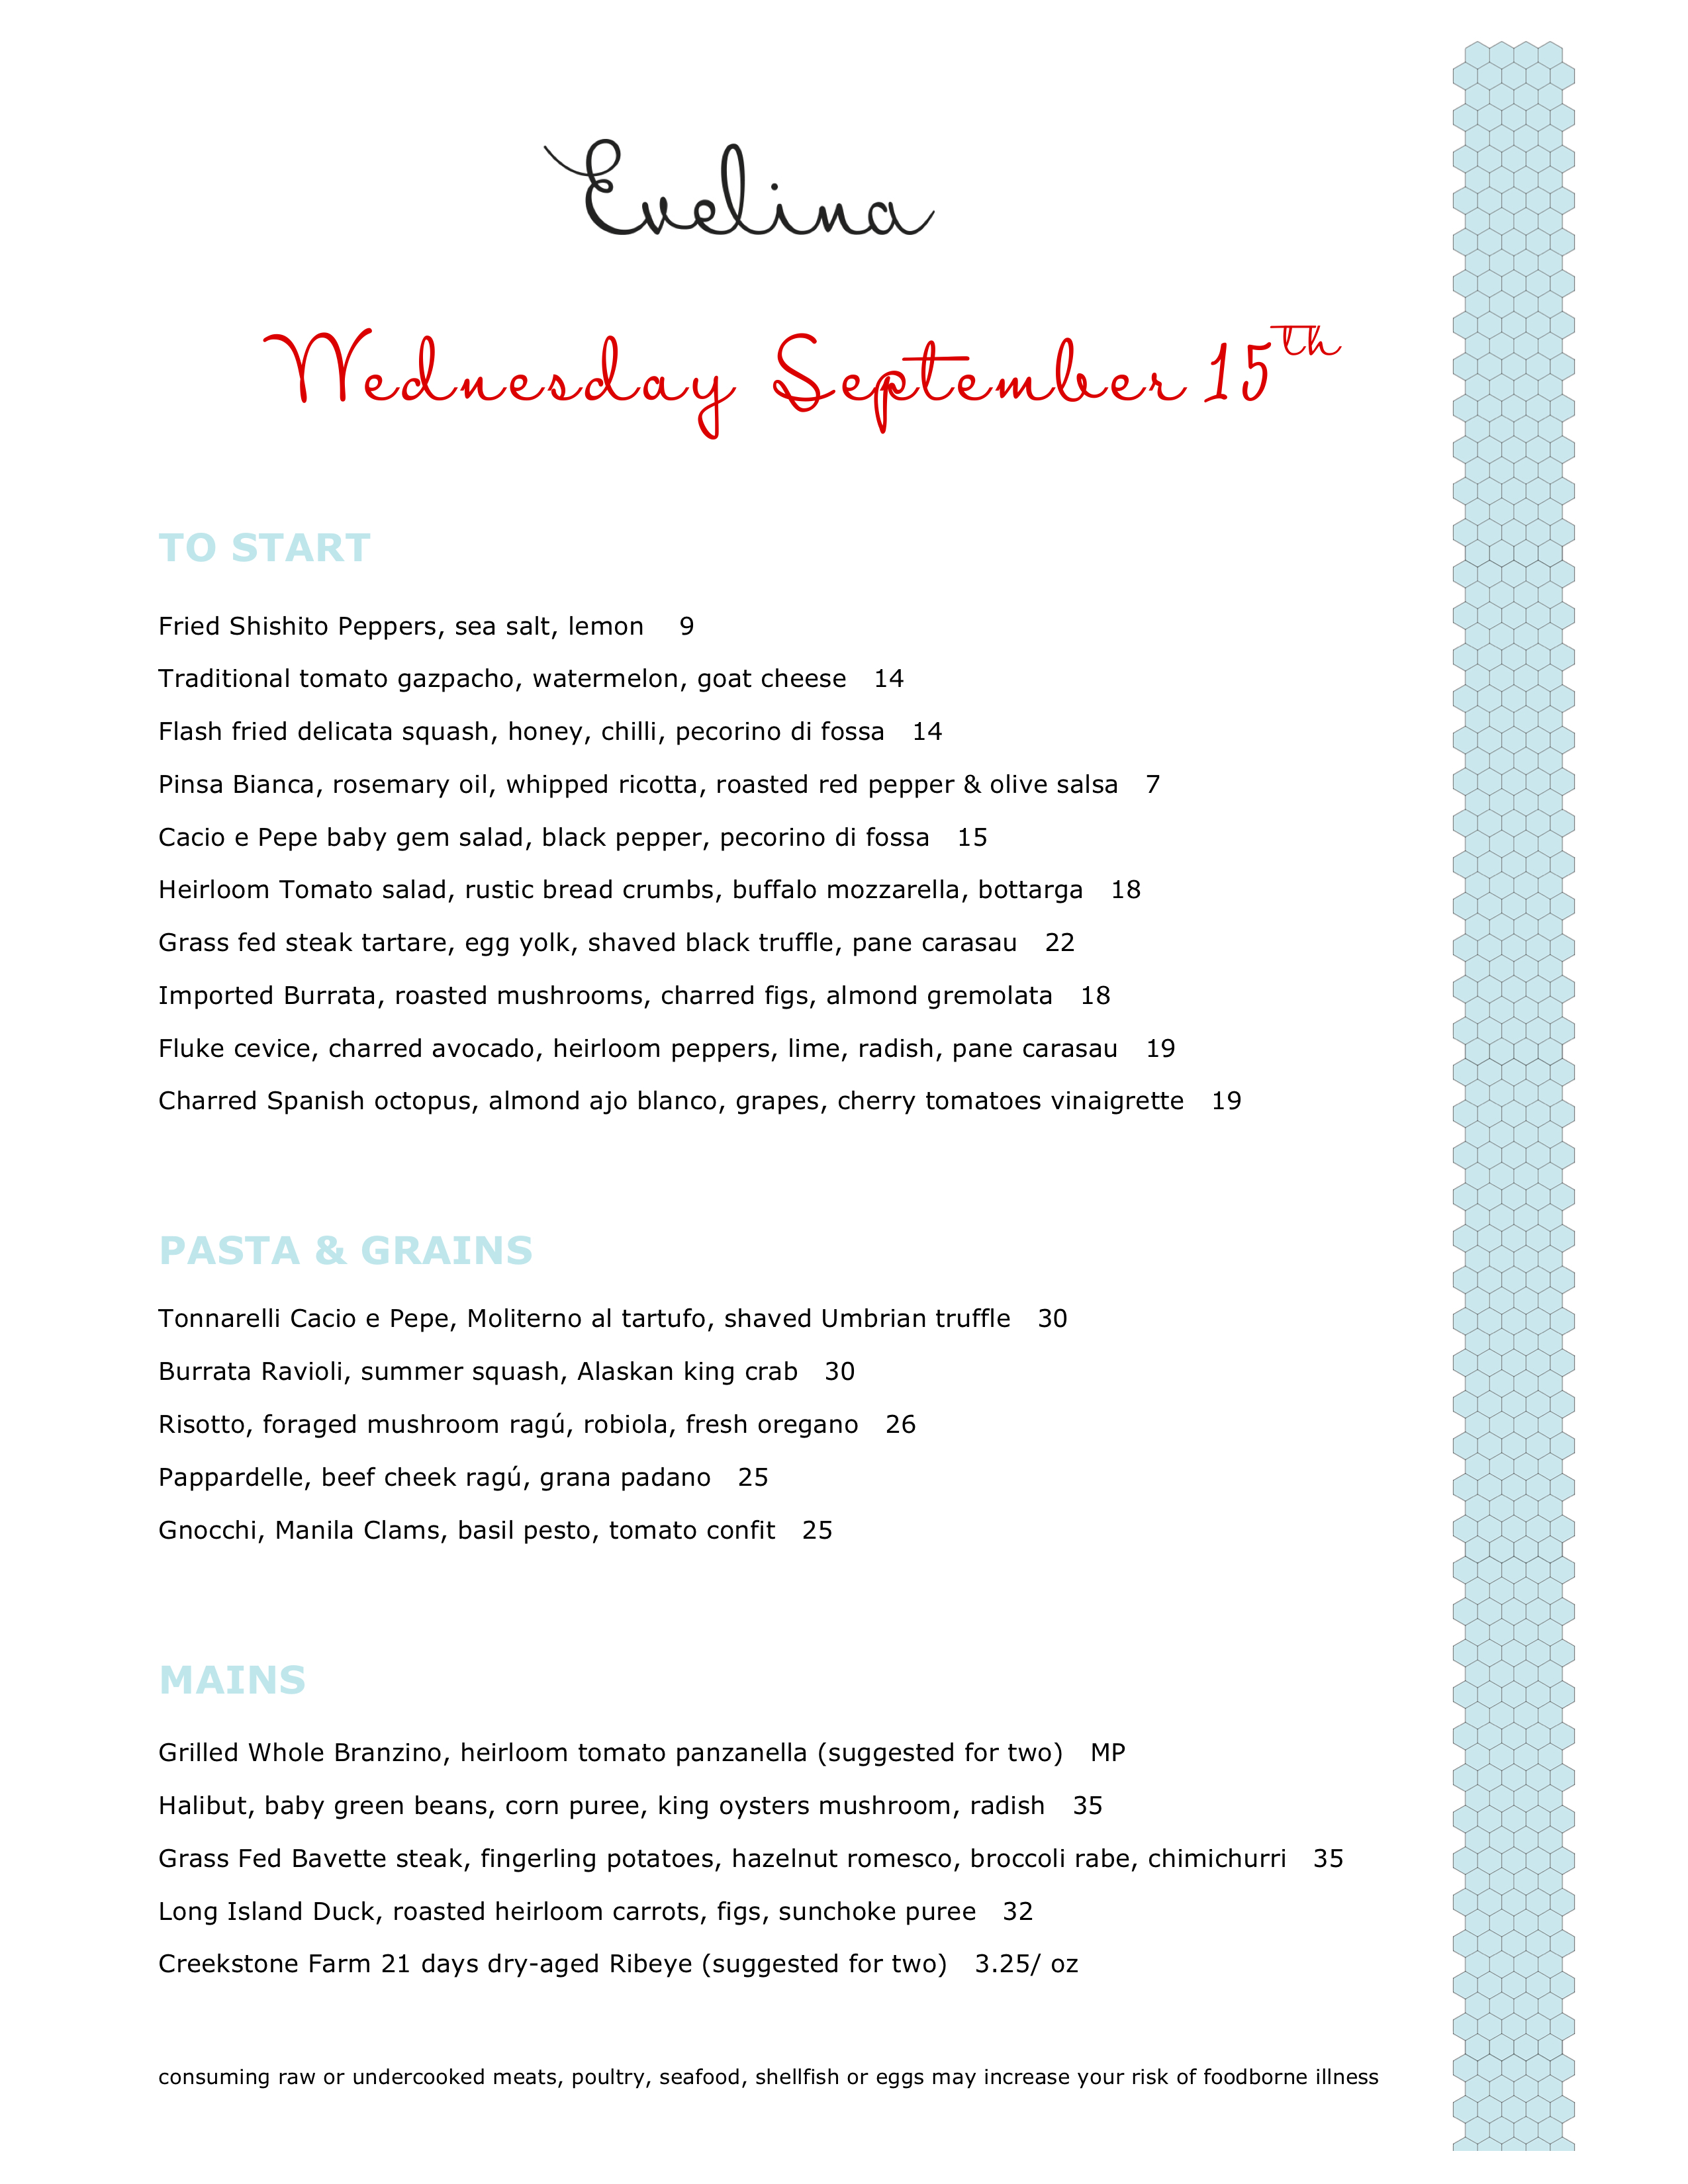 Evelina
Wednesday September 15th
TO START
Fried Shishito Peppers, sea salt, lemon 9
Traditional tomato gazpacho, watermelon, goat cheese 14
Flash fried delicata squash, honey, chilli, pecorino di fossa 14
Pinsa Bianca, rosemary oil, whipped ricotta, roasted red pepper & olive salsa 7
Cacio e Pepe baby gem salad, black pepper, pecorino di fossa 15
Heirloom Tomato salad, rustic bread crumbs, buffalo mozzarella, bottarga 18
Grass fed steak tartare, egg yolk, shaved black truffle, pane carasau 22
Imported Burrata, roasted mushrooms, charred figs, almond gremolata 18
Fluke cevice, charred avocado, heirloom peppers, lime, radish, pane carasau 19
Charred Spanish octopus, almond ajo blanco, grapes, cherry tomatoes vinaigrette 19
PASTA & GRAINS
Tonnarelli Cacio e Pepe, Moliterno al tartufo, shaved Umbrian truffle 30
Burrata Ravioli, summer squash, Alaskan king crab 30
Risotto, foraged mushroom ragú, robiola, fresh oregano 26
Pappardelle, beef cheek ragú, grana padano 25
Gnocchi, Manila Clams, basil pesto, tomato confit 25
MAINS
Grilled Whole Branzino, heirloom tomato panzanella (suggested for two) MP
Halibut, baby green beans, corn puree, king oysters mushroom, radish 35
Grass Fed Bavette steak, fingerling potatoes, hazelnut romesco, broccoli rabe, chimichurri 35
Long Island Duck, roasted heirloom carrots, figs, sunchoke puree 32
Creekstone Farm 21 days dry-aged Ribeye (suggested for two) 3.25/ oz
consuming raw or undercooked meats, poultry, seafood, shellfish or eggs may increase your risk of foodborne illness